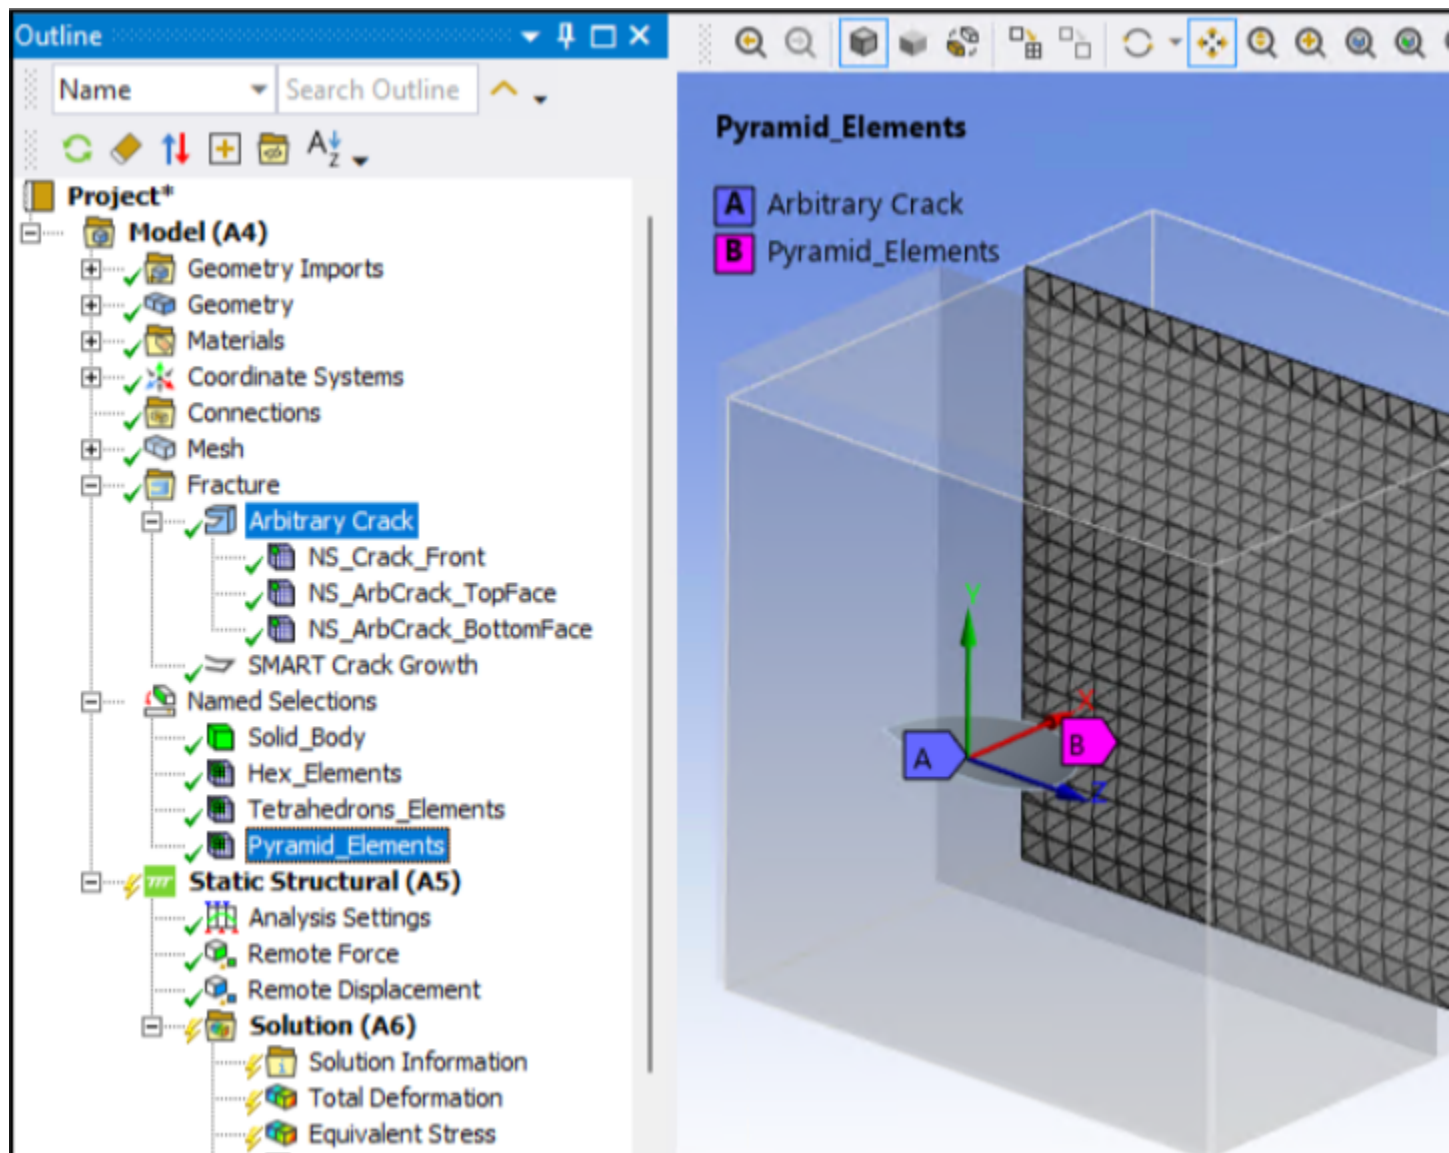 Outline
Name
Search Outline
A
Z
Project*
Model (A4)
Geometry Imports
Geometry
Materials
Coordinate Systems
Connections
Mesh
Fracture
Arbitrary Crack
NS_Crack_Front
NS_ArbCrack_TopFace
NS_ArbCrack_BottomFace
SMART Crack Growth
Named Selections
Solid_Body
Hex_Elements
Tetrahedrons_Elements
Pyramid_Elements
Static Structural (A5)
Analysis Settings
Remote Force
Remote Displacement
Solution (A6)
Solution Information
Total Deformation
Equivalent Stress
Pyramid_Elements
A Arbitrary Crack
B Pyramid_Elements
Y
X
A
B
Z